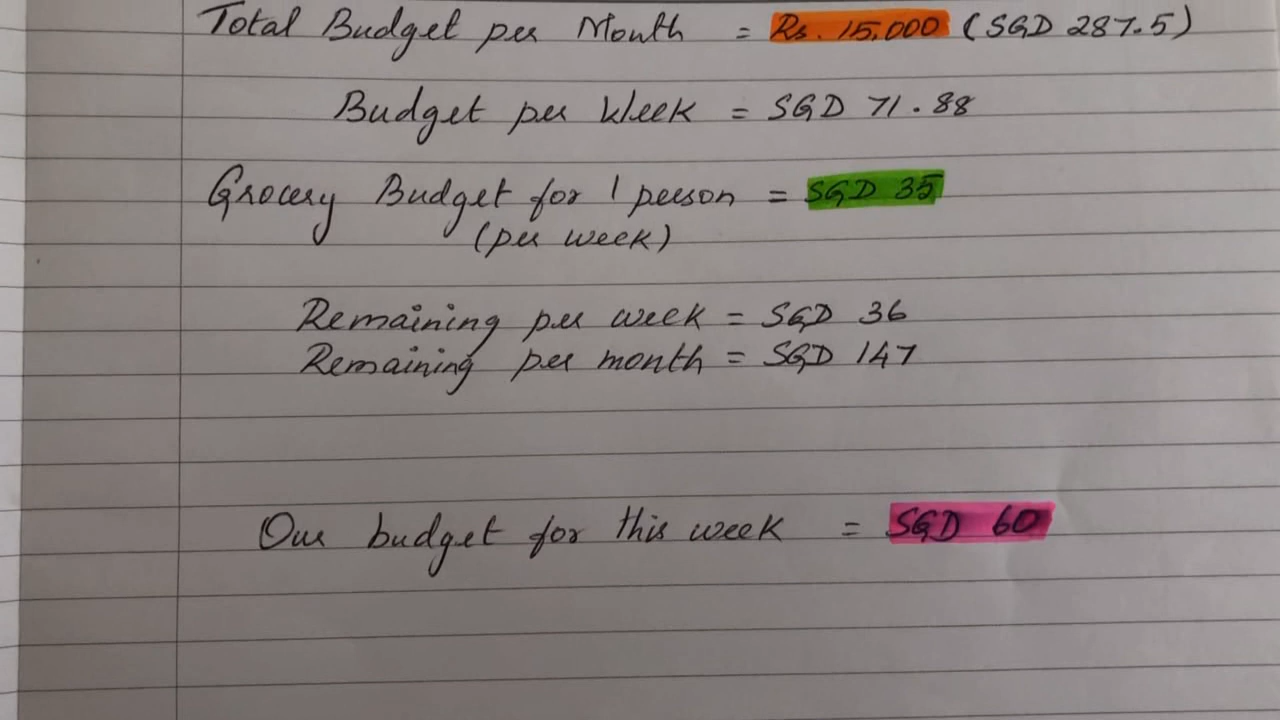 Total Budget per Month = Rs. 15,000 (SGD 287.5)
Budget per Week = SGD 71.88
Grocery Budget for 1 person = SGD 35
(per week)
Remaining per week = SGD 36
Remaining per month = SGD 147
Our budget for this week = SGD 60